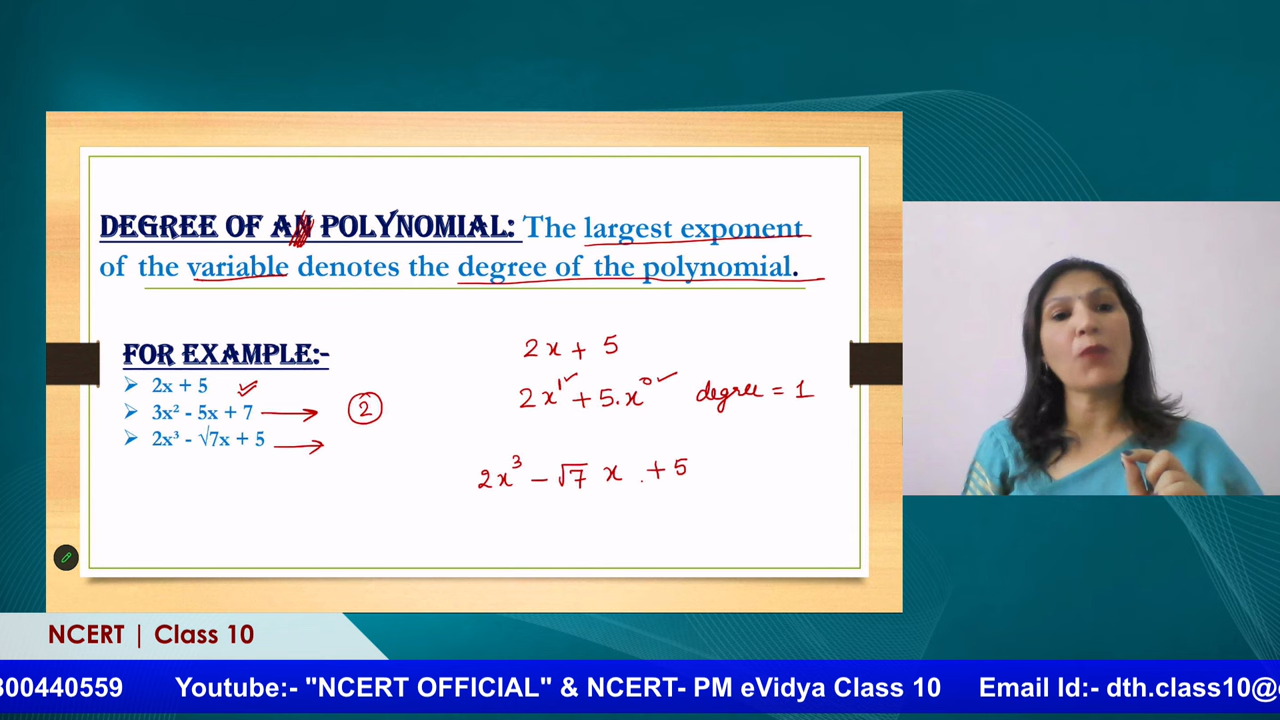 DEGREE OF AN POLYNOMIAL: The largest exponent
of the variable denotes the degree of the polynomial.
FOR EXAMPLE:-
2x + 5
3x² - 5x + 7
2
2x³ - √7x + 5
2x + 5
2x¹ + 5.x⁰ degree = 1
2x³ - √7 x . + 5
NCERT | Class 10
300440559 Youtube:- "NCERT OFFICIAL" & NCERT- PM eVidya Class 10 Email Id:- dth.class10@